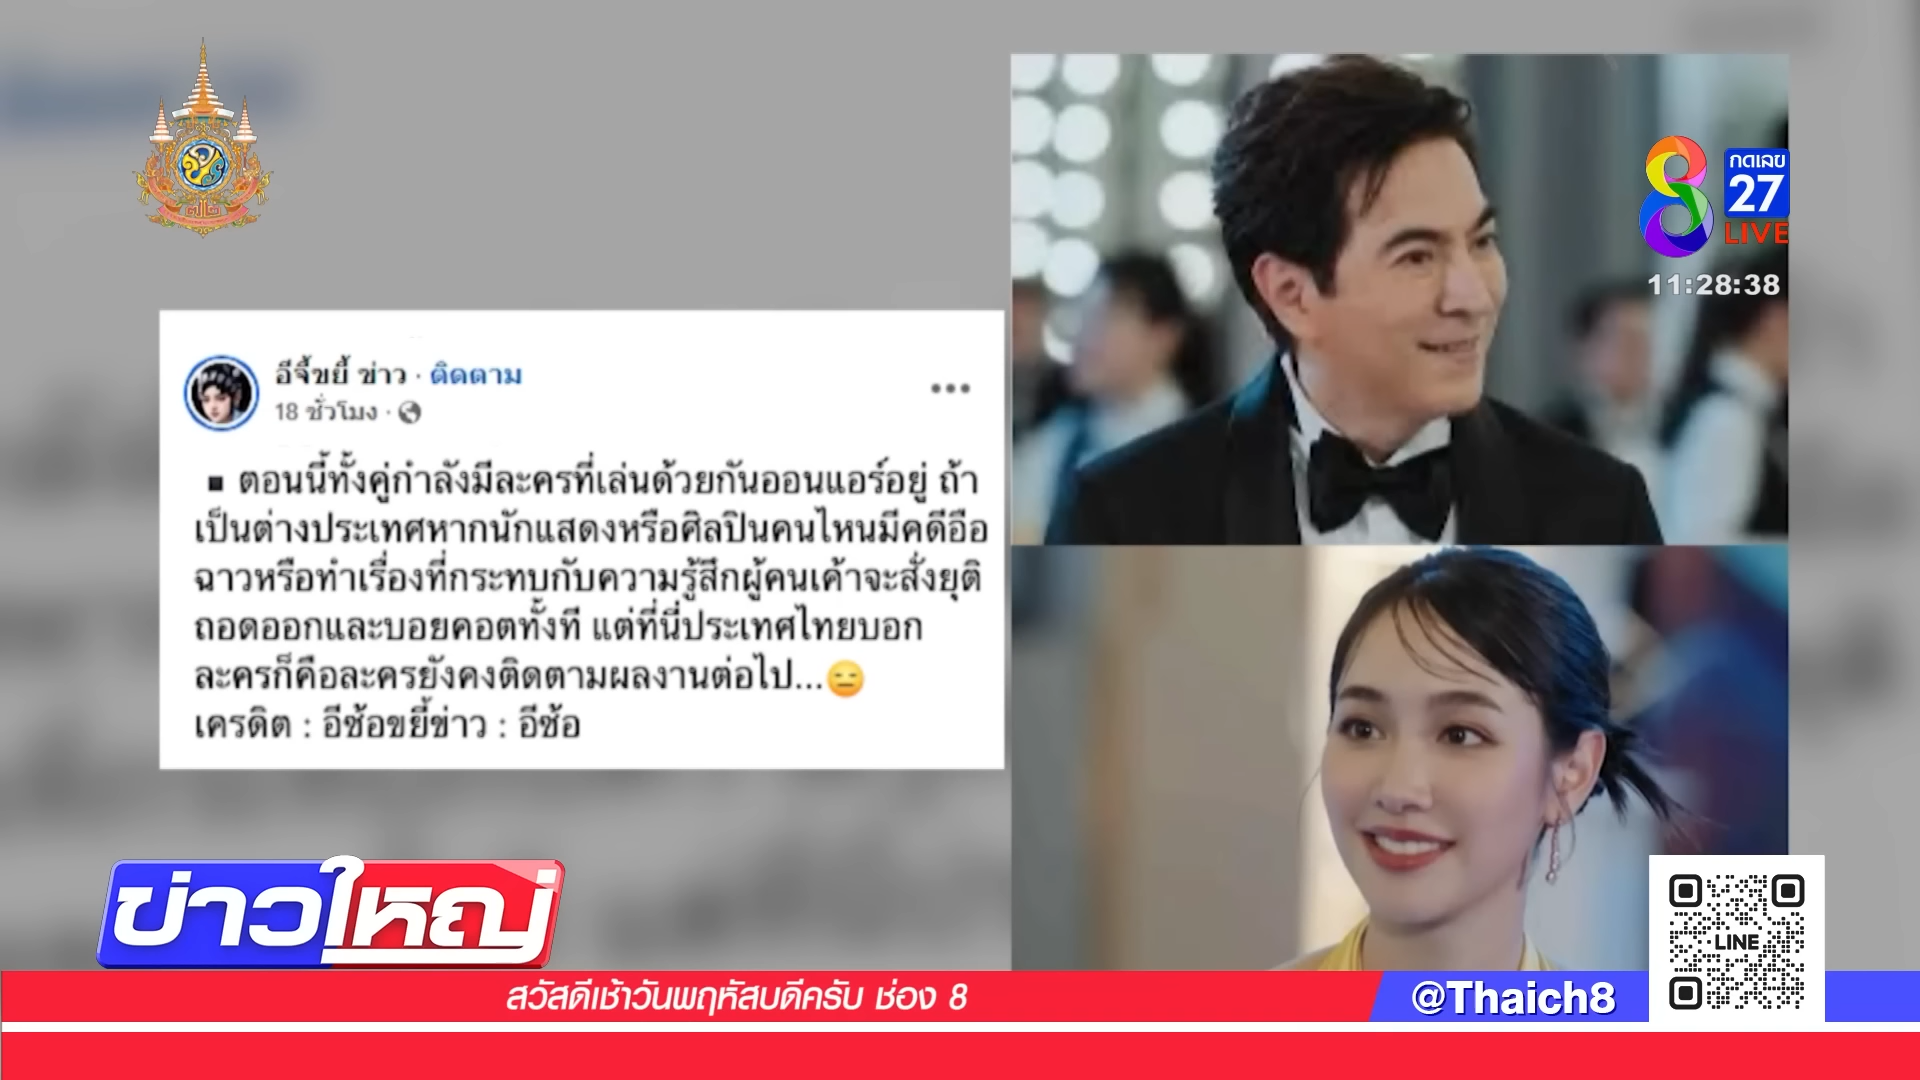 กดเลข
27
LIVE
11:28:38
อีจี้ขยี้ ข่าว · ติดตาม
18 ชั่วโมง ·
▪ ตอนนี้ทั้งคู่กำลังมีละครที่เล่นด้วยกันออนแอร์อยู่ ถ้า
เป็นต่างประเทศหากนักแสดงหรือศิลปินคนไหนมีคดีอือ
ฉาวหรือทำเรื่องที่กระทบกับความรู้สึกผู้คนเค้าจะสั่งยุติ
ถอดออกและบอยคอตทั้งที แต่ที่นี่ประเทศไทยบอก
ละครก็คือละครยังคงติดตามผลงานต่อไป...😑
เครดิต : อีซ้อขยี้ข่าว : อีซ้อ
ข่าวใหญ่
LINE
สวัสดีเช้าวันพฤหัสบดีครับ ช่อง 8
@Thaich8